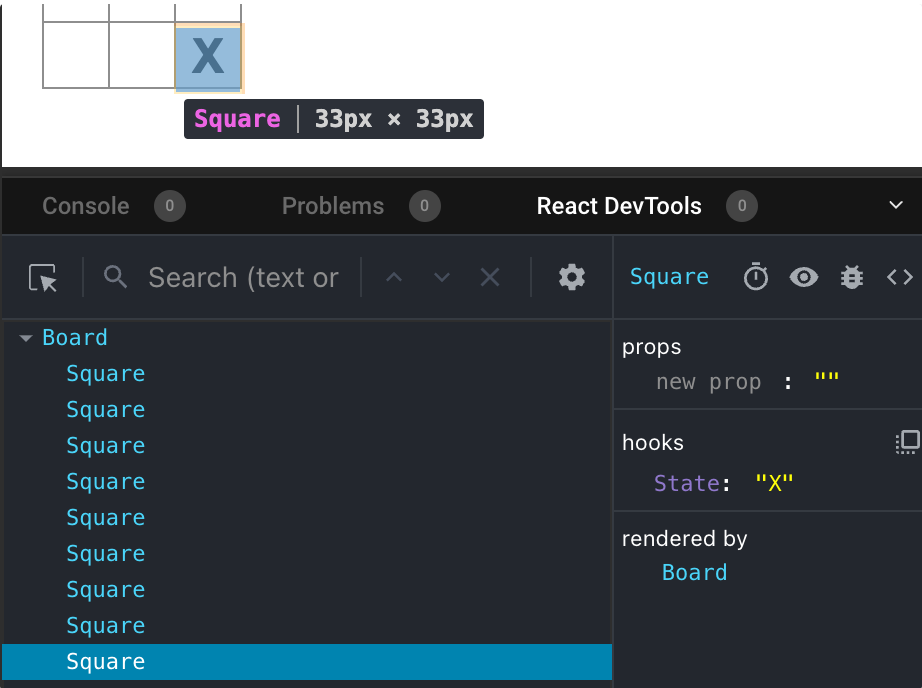 X
Square | 33px × 33px
Console 0 Problems 0 React DevTools 0
Search (text or
Square
Board
Square
Square
Square
Square
Square
Square
Square
Square
Square
props
new prop : ""
hooks
State: "X"
rendered by
Board